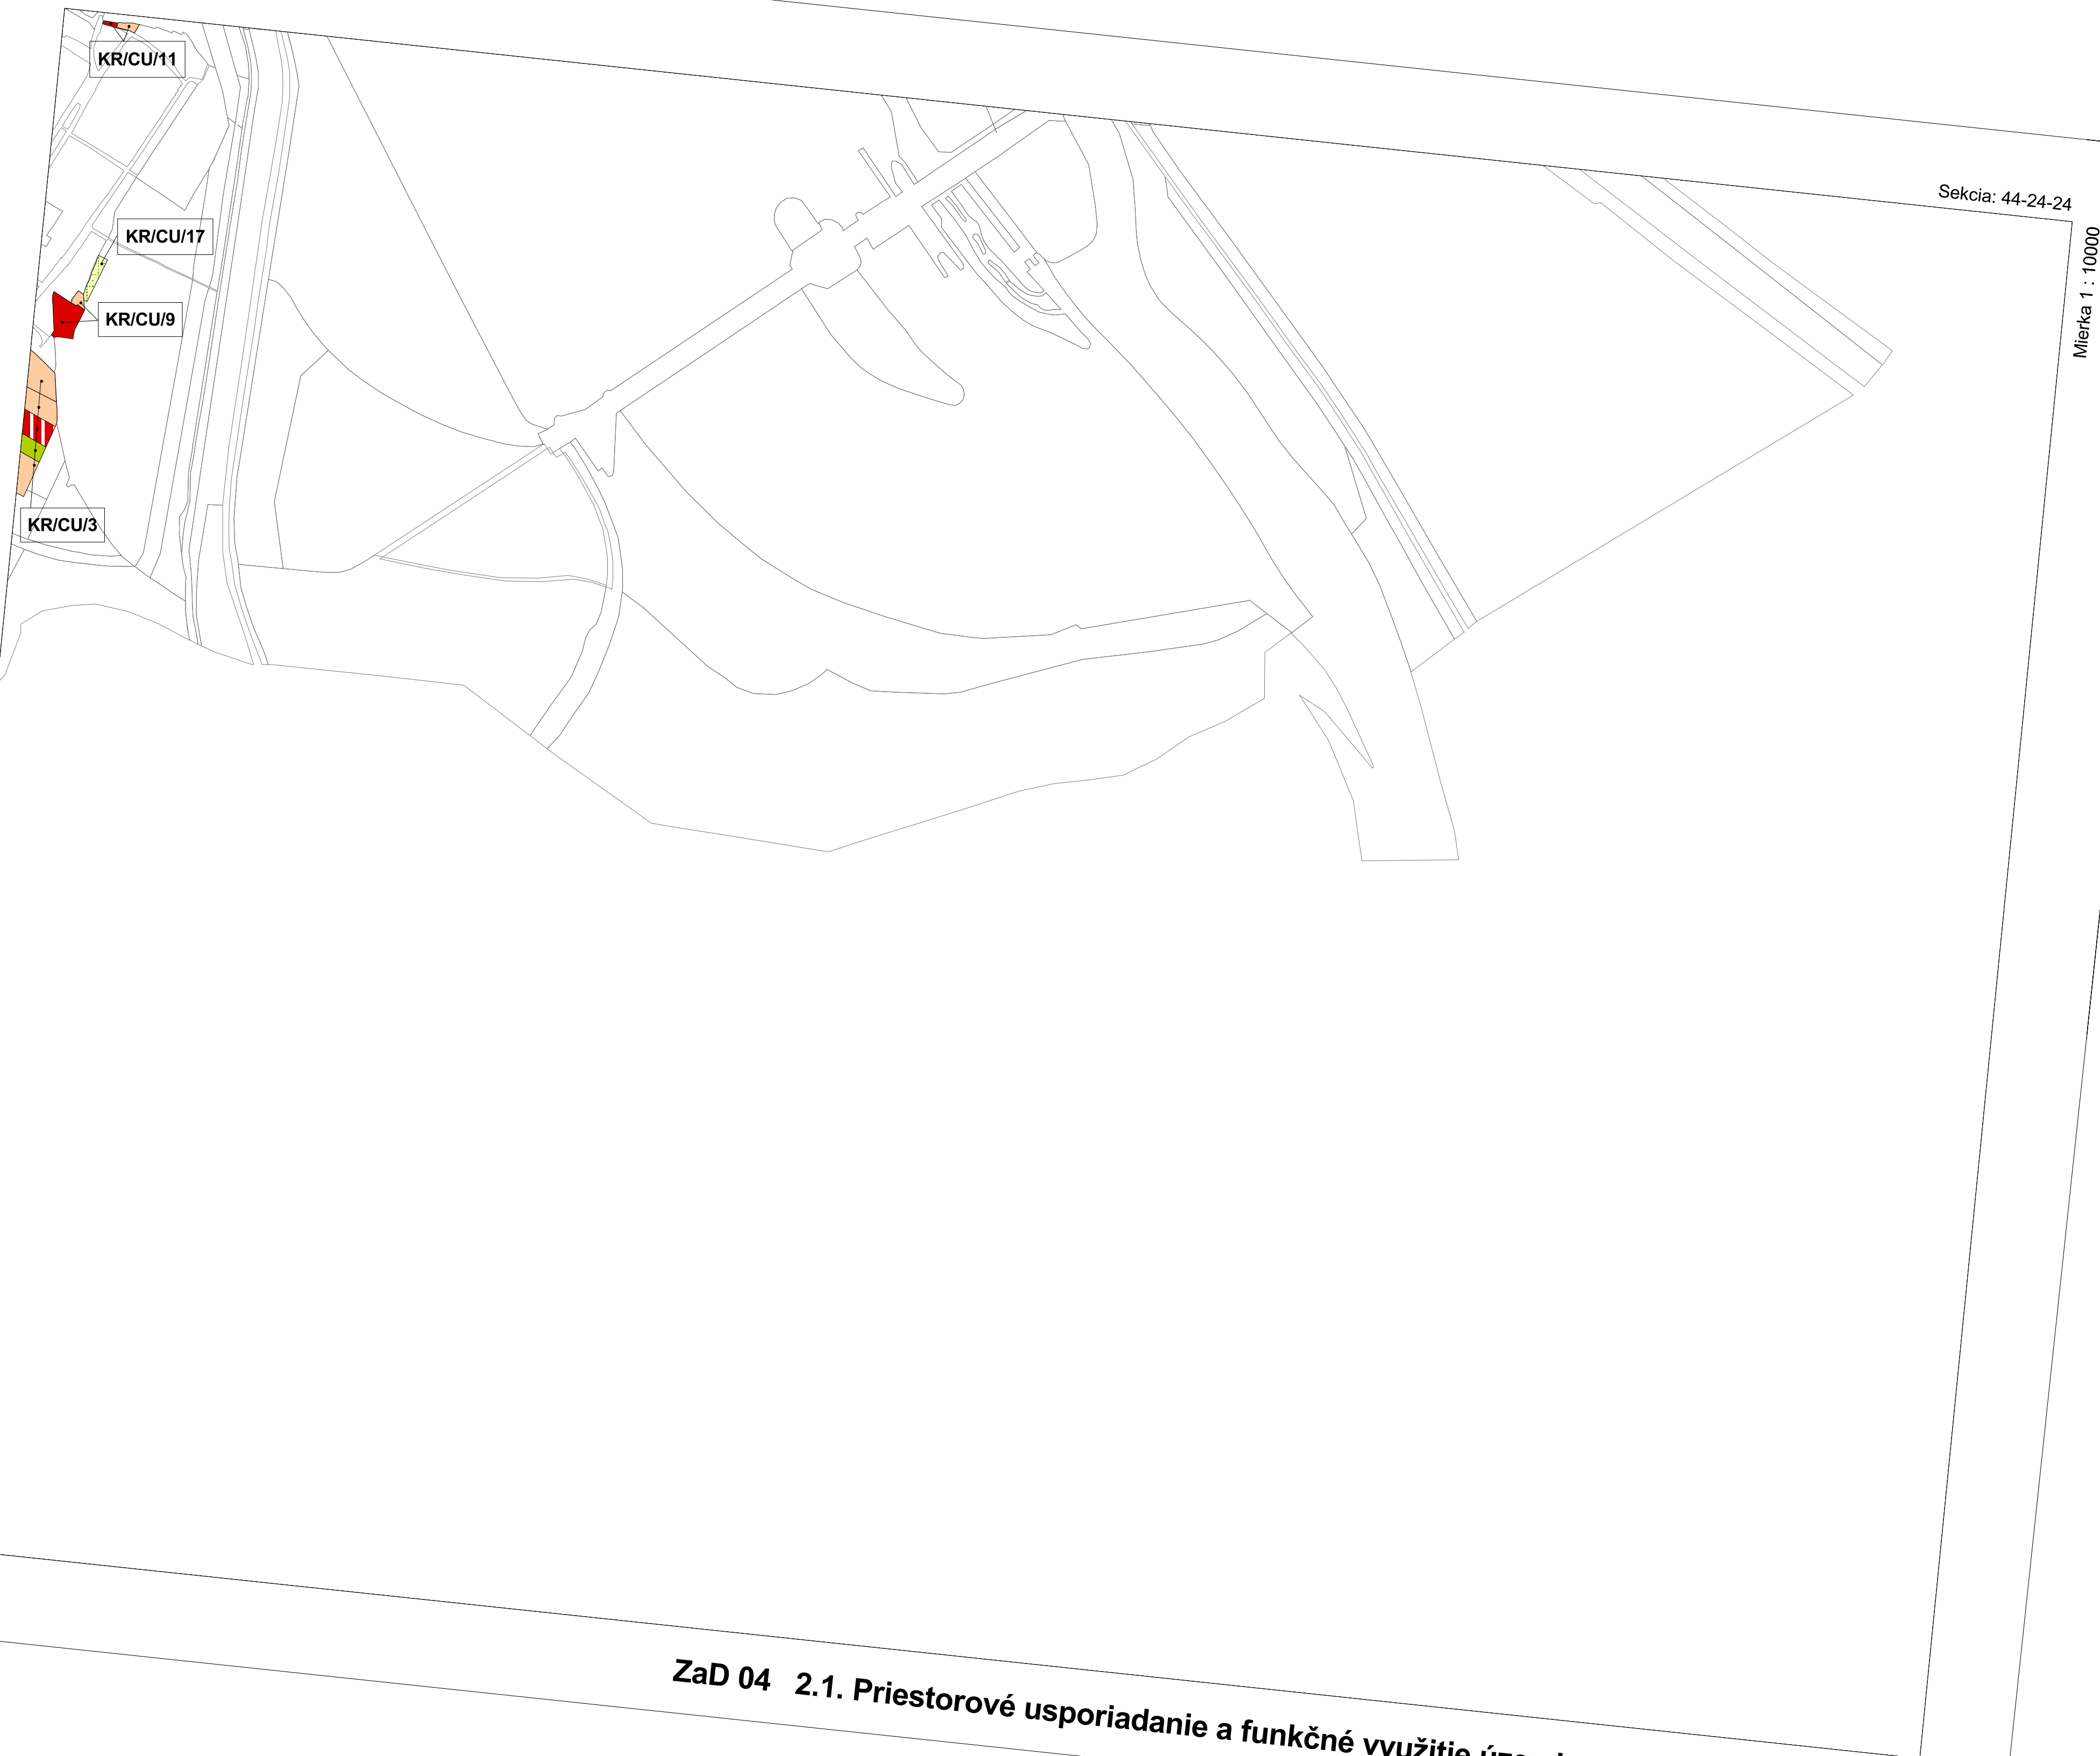 KR/CU/11
Sekcia: 44-24-24
Mierka 1 : 10000
KR/CU/17
KR/CU/9
KR/CU/3
ZaD 04 2.1. Priestorové usporiadanie a funkčné využitie